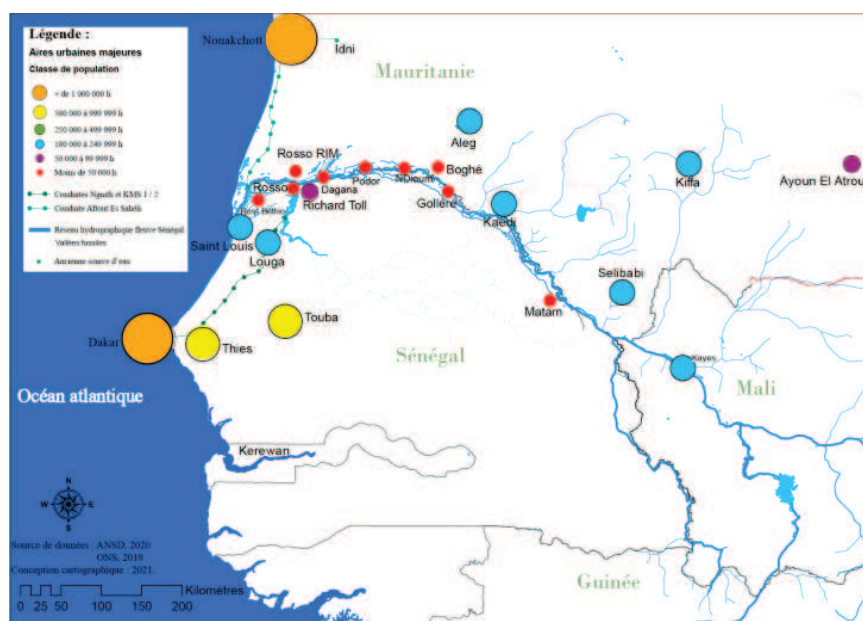 Légende :
Aires urbaines majeures
Classe de population
+ de 1 000 000 h
500 000 à 999 999 h
250 000 à 499 999 h
100 000 à 249 999 h
50 000 à 99 999 h
Moins de 50 000 h
Conduites Ngnith et KMS 1 / 2
Conduite Aftout Es Saheli
Réseau hydrographique fleuve Sénégal
Vallées fossiles
Ancienne source d'eau
Nouakchott
Idni
Mauritanie
Aleg
Rosso RIM
Boghé
Podor
NDioum
Kiffa
Ayoun El Atrou
Dagana
Rosso
Richard Toll
Golléré
Kaédi
Saint Louis
Louga
Selibabi
Matam
Touba
Dakar
Thies
Sénégal
Kayes
Mali
Océan atlantique
Kerewan
N
W E
S
Source de données : ANSD, 2020
ONS, 2019
Conception cartographique : 2021.
Guinée
Kilomètres
0 25 50 100 150 200